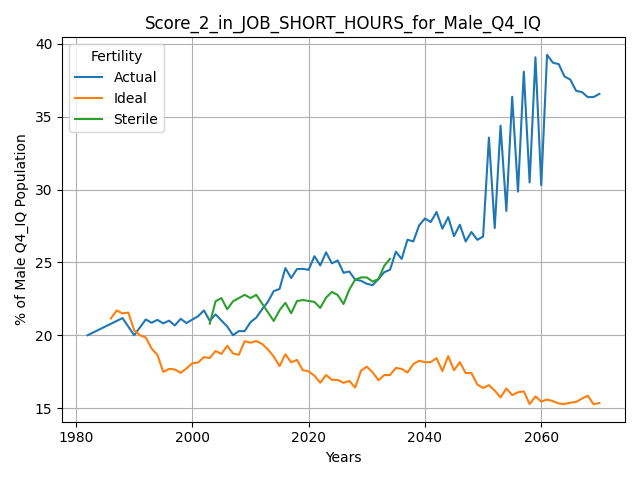 Score_2_in_JOB_SHORT_HOURS_for_Male_Q4_IQ
Fertility
Actual
Ideal
Sterile
% of Male Q4_IQ Population
40
35
30
25
20
15
1980
2000
2020
2040
2060
Years